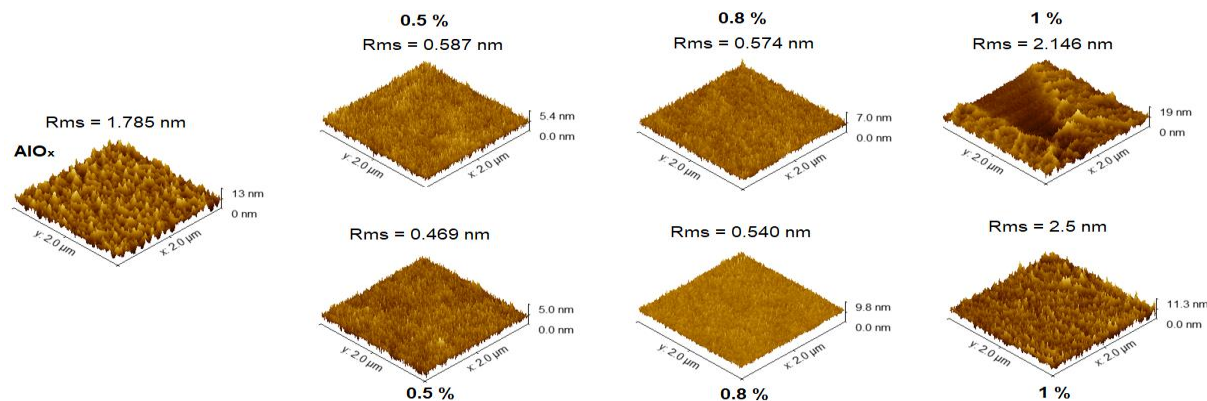 AlOₓ
Rms = 1.785 nm
13 nm
0 nm
y: 2.0 µm
x: 2.0 µm
0.5 %
Rms = 0.587 nm
5.4 nm
0.0 nm
y: 2.0 µm
x: 2.0 µm
0.8 %
Rms = 0.574 nm
7.0 nm
0.0 nm
y: 2.0 µm
x: 2.0 µm
1 %
Rms = 2.146 nm
19 nm
0 nm
y: 2.0 µm
x: 2.0 µm
Rms = 0.469 nm
5.0 nm
0.0 nm
y: 2.0 µm
x: 2.0 µm
0.5 %
Rms = 0.540 nm
9.8 nm
0.0 nm
y: 2.0 µm
x: 2.0 µm
0.8 %
Rms = 2.5 nm
11.3 nm
0.0 nm
y: 2.0 µm
x: 2.0 µm
1 %